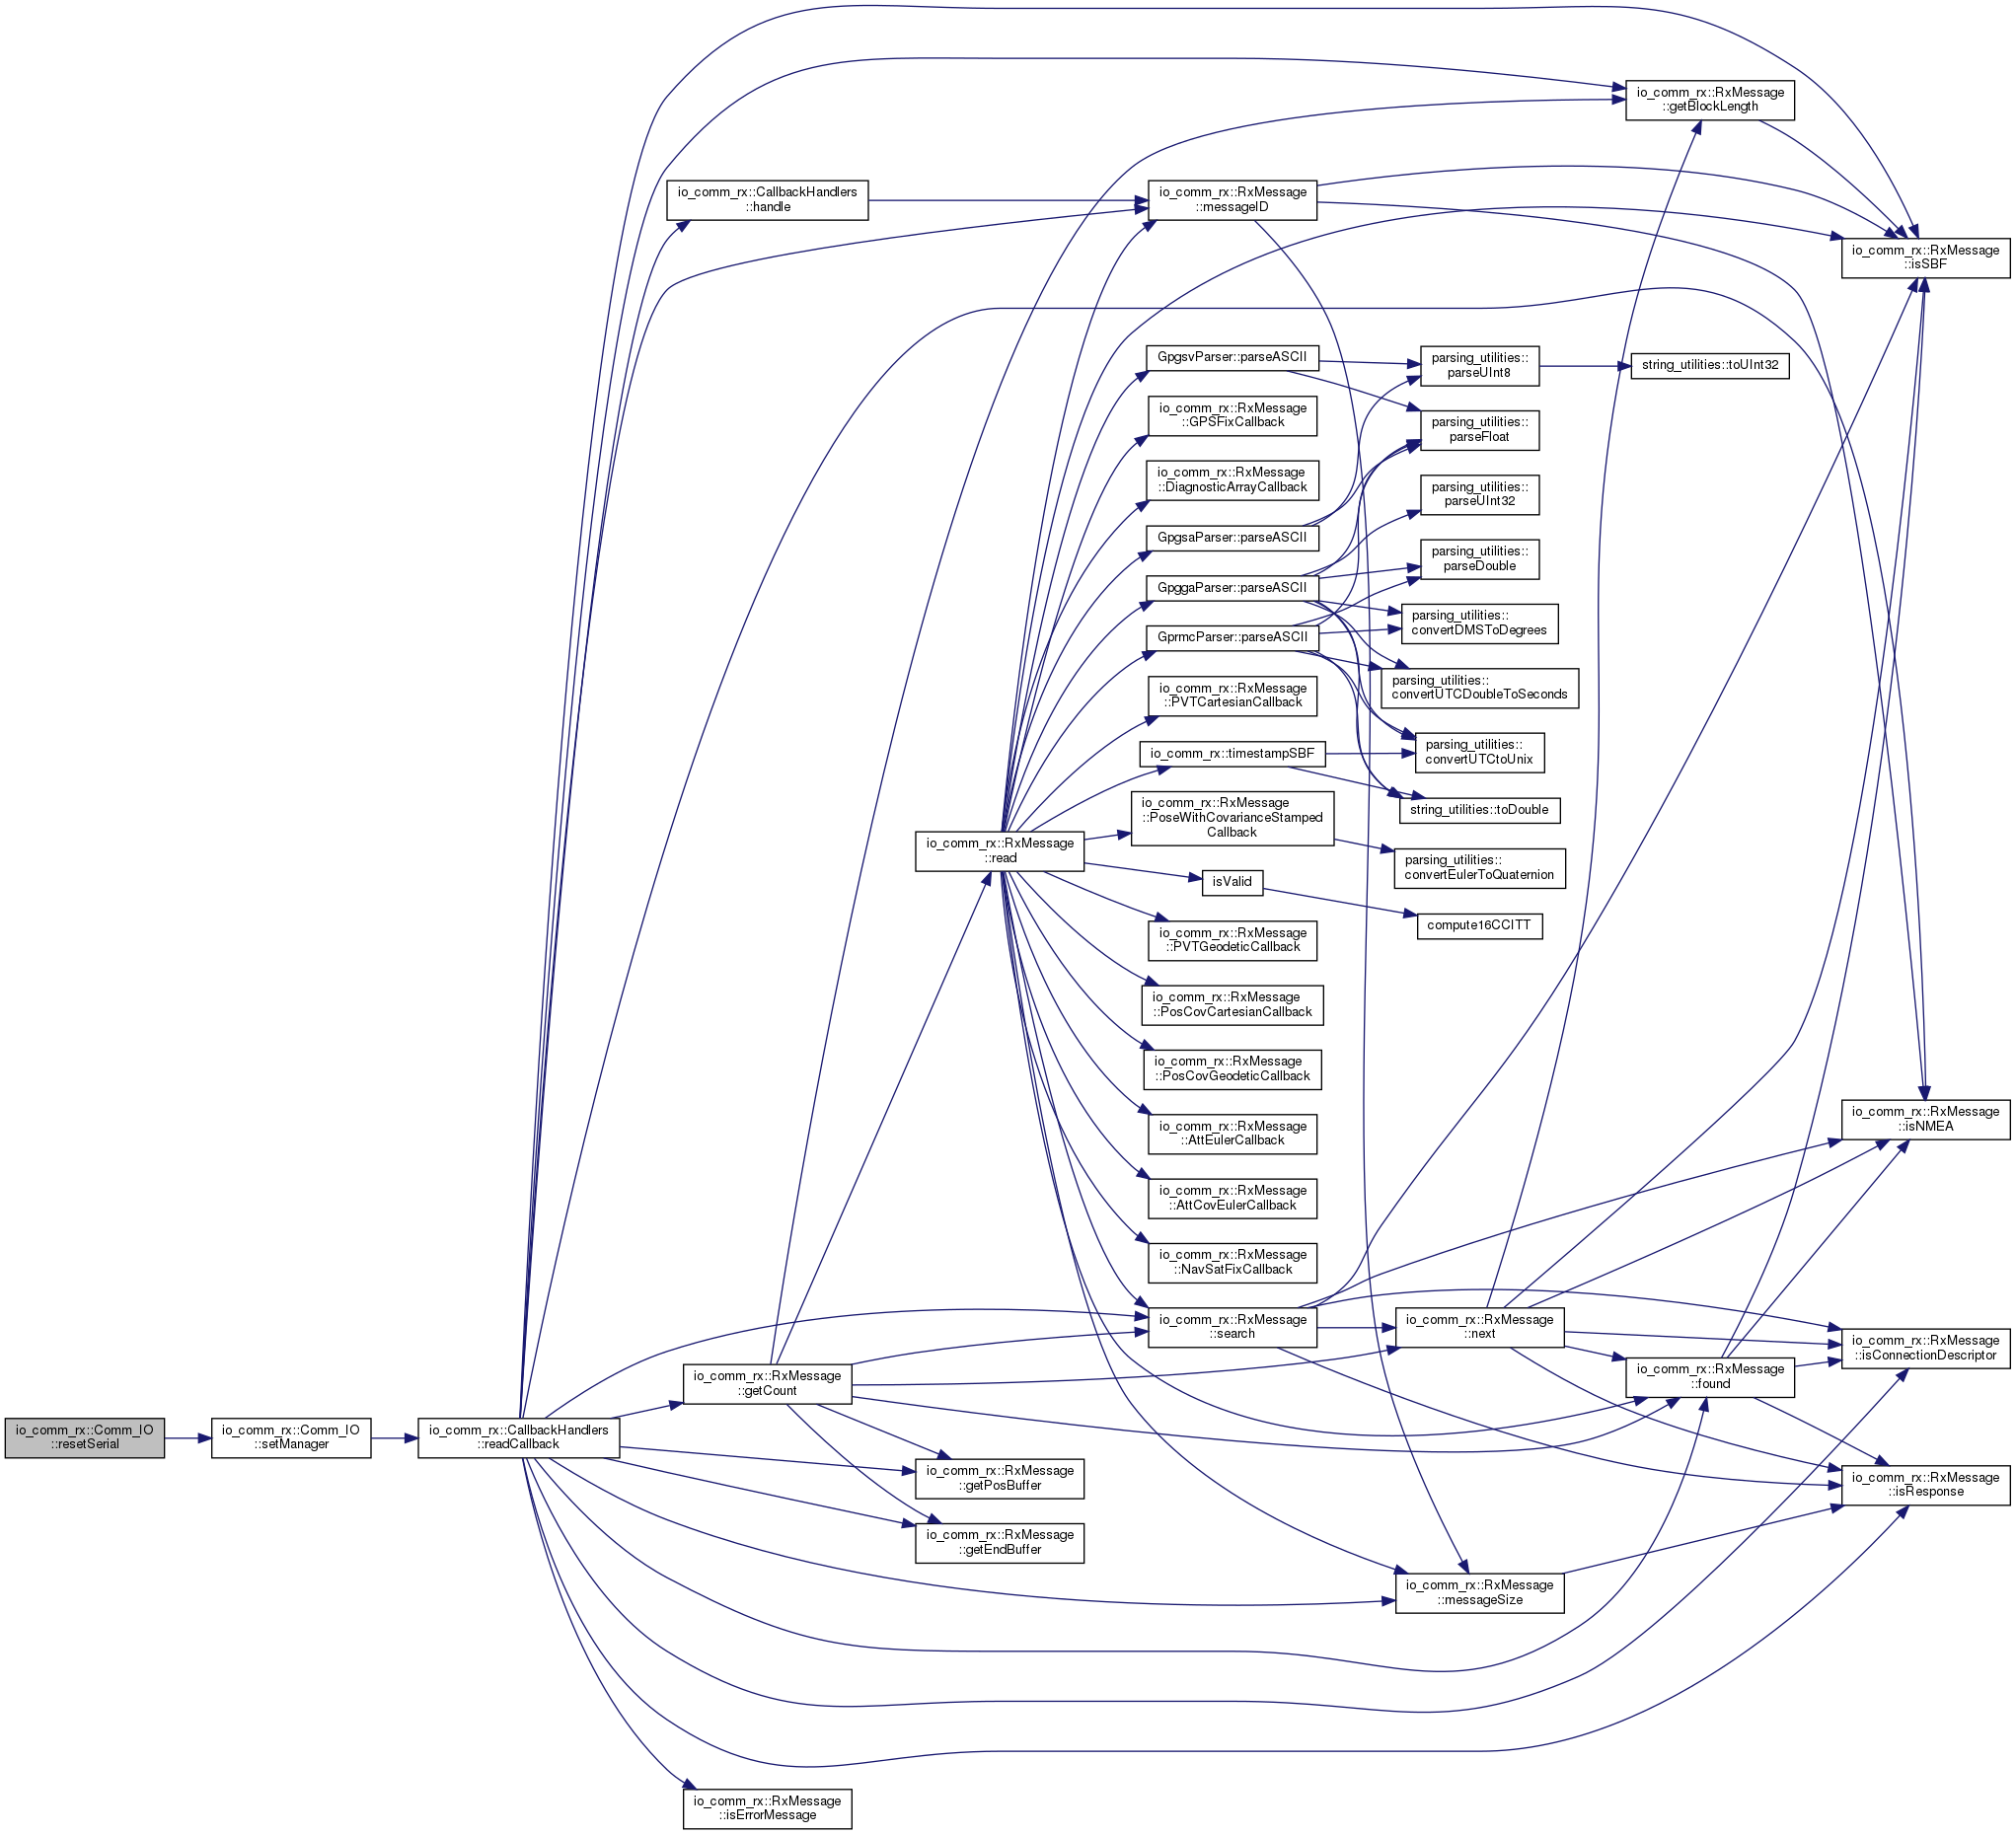 io_comm_rx::RxMessage
::getBlockLength
io_comm_rx::CallbackHandlers
::handle
io_comm_rx::RxMessage
::messageID
io_comm_rx::RxMessage
::isSBF
GpgsvParser::parseASCII
parsing_utilities::
parseUInt8
string_utilities::toUInt32
io_comm_rx::RxMessage
::GPSFixCallback
parsing_utilities::
parseFloat
io_comm_rx::RxMessage
::DiagnosticArrayCallback
parsing_utilities::
parseUInt32
GpgsaParser::parseASCII
parsing_utilities::
parseDouble
GpggaParser::parseASCII
parsing_utilities::
convertDMSToDegrees
GprmcParser::parseASCII
parsing_utilities::
convertUTCDoubleToSeconds
io_comm_rx::RxMessage
::PVTCartesianCallback
io_comm_rx::timestampSBF
parsing_utilities::
convertUTCtoUnix
string_utilities::toDouble
io_comm_rx::RxMessage
::PoseWithCovarianceStamped
Callback
io_comm_rx::RxMessage
::read
parsing_utilities::
convertEulerToQuaternion
isValid
compute16CCITT
io_comm_rx::RxMessage
::PVTGeodeticCallback
io_comm_rx::RxMessage
::PosCovCartesianCallback
io_comm_rx::RxMessage
::PosCovGeodeticCallback
io_comm_rx::RxMessage
::AttEulerCallback
io_comm_rx::RxMessage
::isNMEA
io_comm_rx::RxMessage
::AttCovEulerCallback
io_comm_rx::RxMessage
::NavSatFixCallback
io_comm_rx::RxMessage
::search
io_comm_rx::RxMessage
::next
io_comm_rx::RxMessage
::isConnectionDescriptor
io_comm_rx::RxMessage
::getCount
io_comm_rx::RxMessage
::found
io_comm_rx::Comm_IO
::resetSerial
io_comm_rx::Comm_IO
::setManager
io_comm_rx::CallbackHandlers
::readCallback
io_comm_rx::RxMessage
::getPosBuffer
io_comm_rx::RxMessage
::isResponse
io_comm_rx::RxMessage
::getEndBuffer
io_comm_rx::RxMessage
::messageSize
io_comm_rx::RxMessage
::isErrorMessage